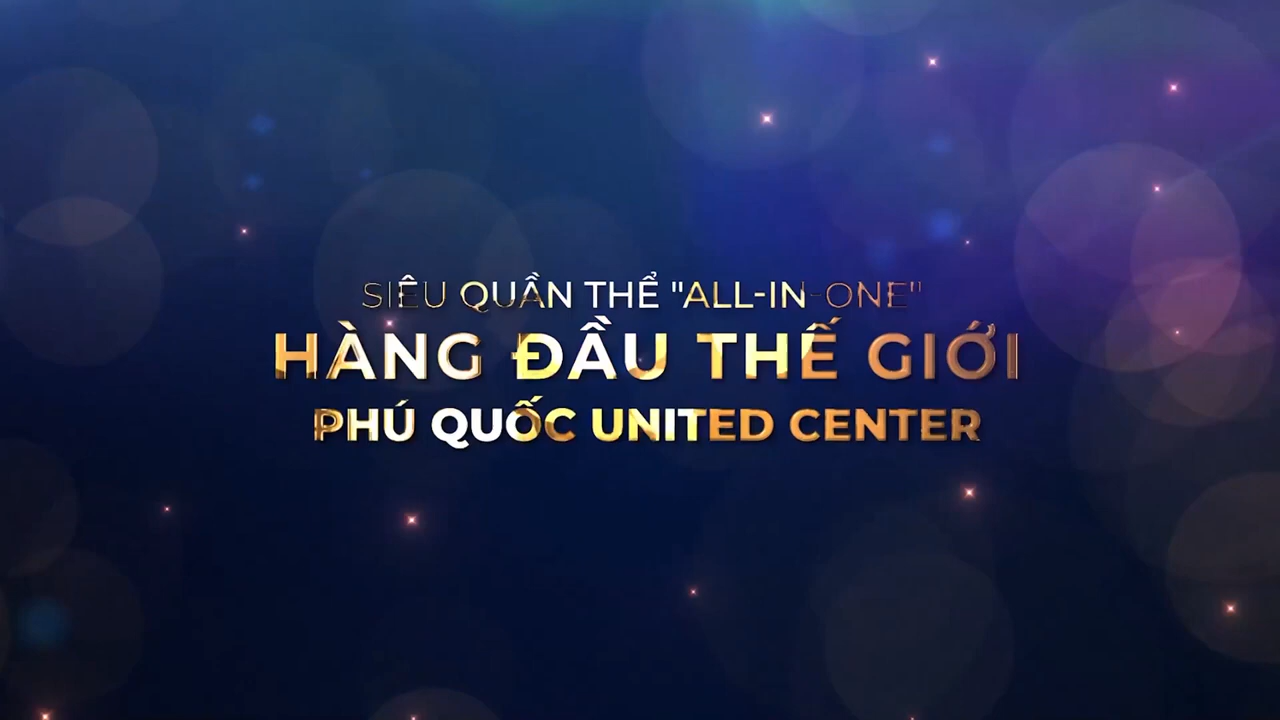 SIÊU QUẦN THỂ "ALL-IN-ONE"
HÀNG ĐẦU THẾ GIỚI
PHÚ QUỐC UNITED CENTER